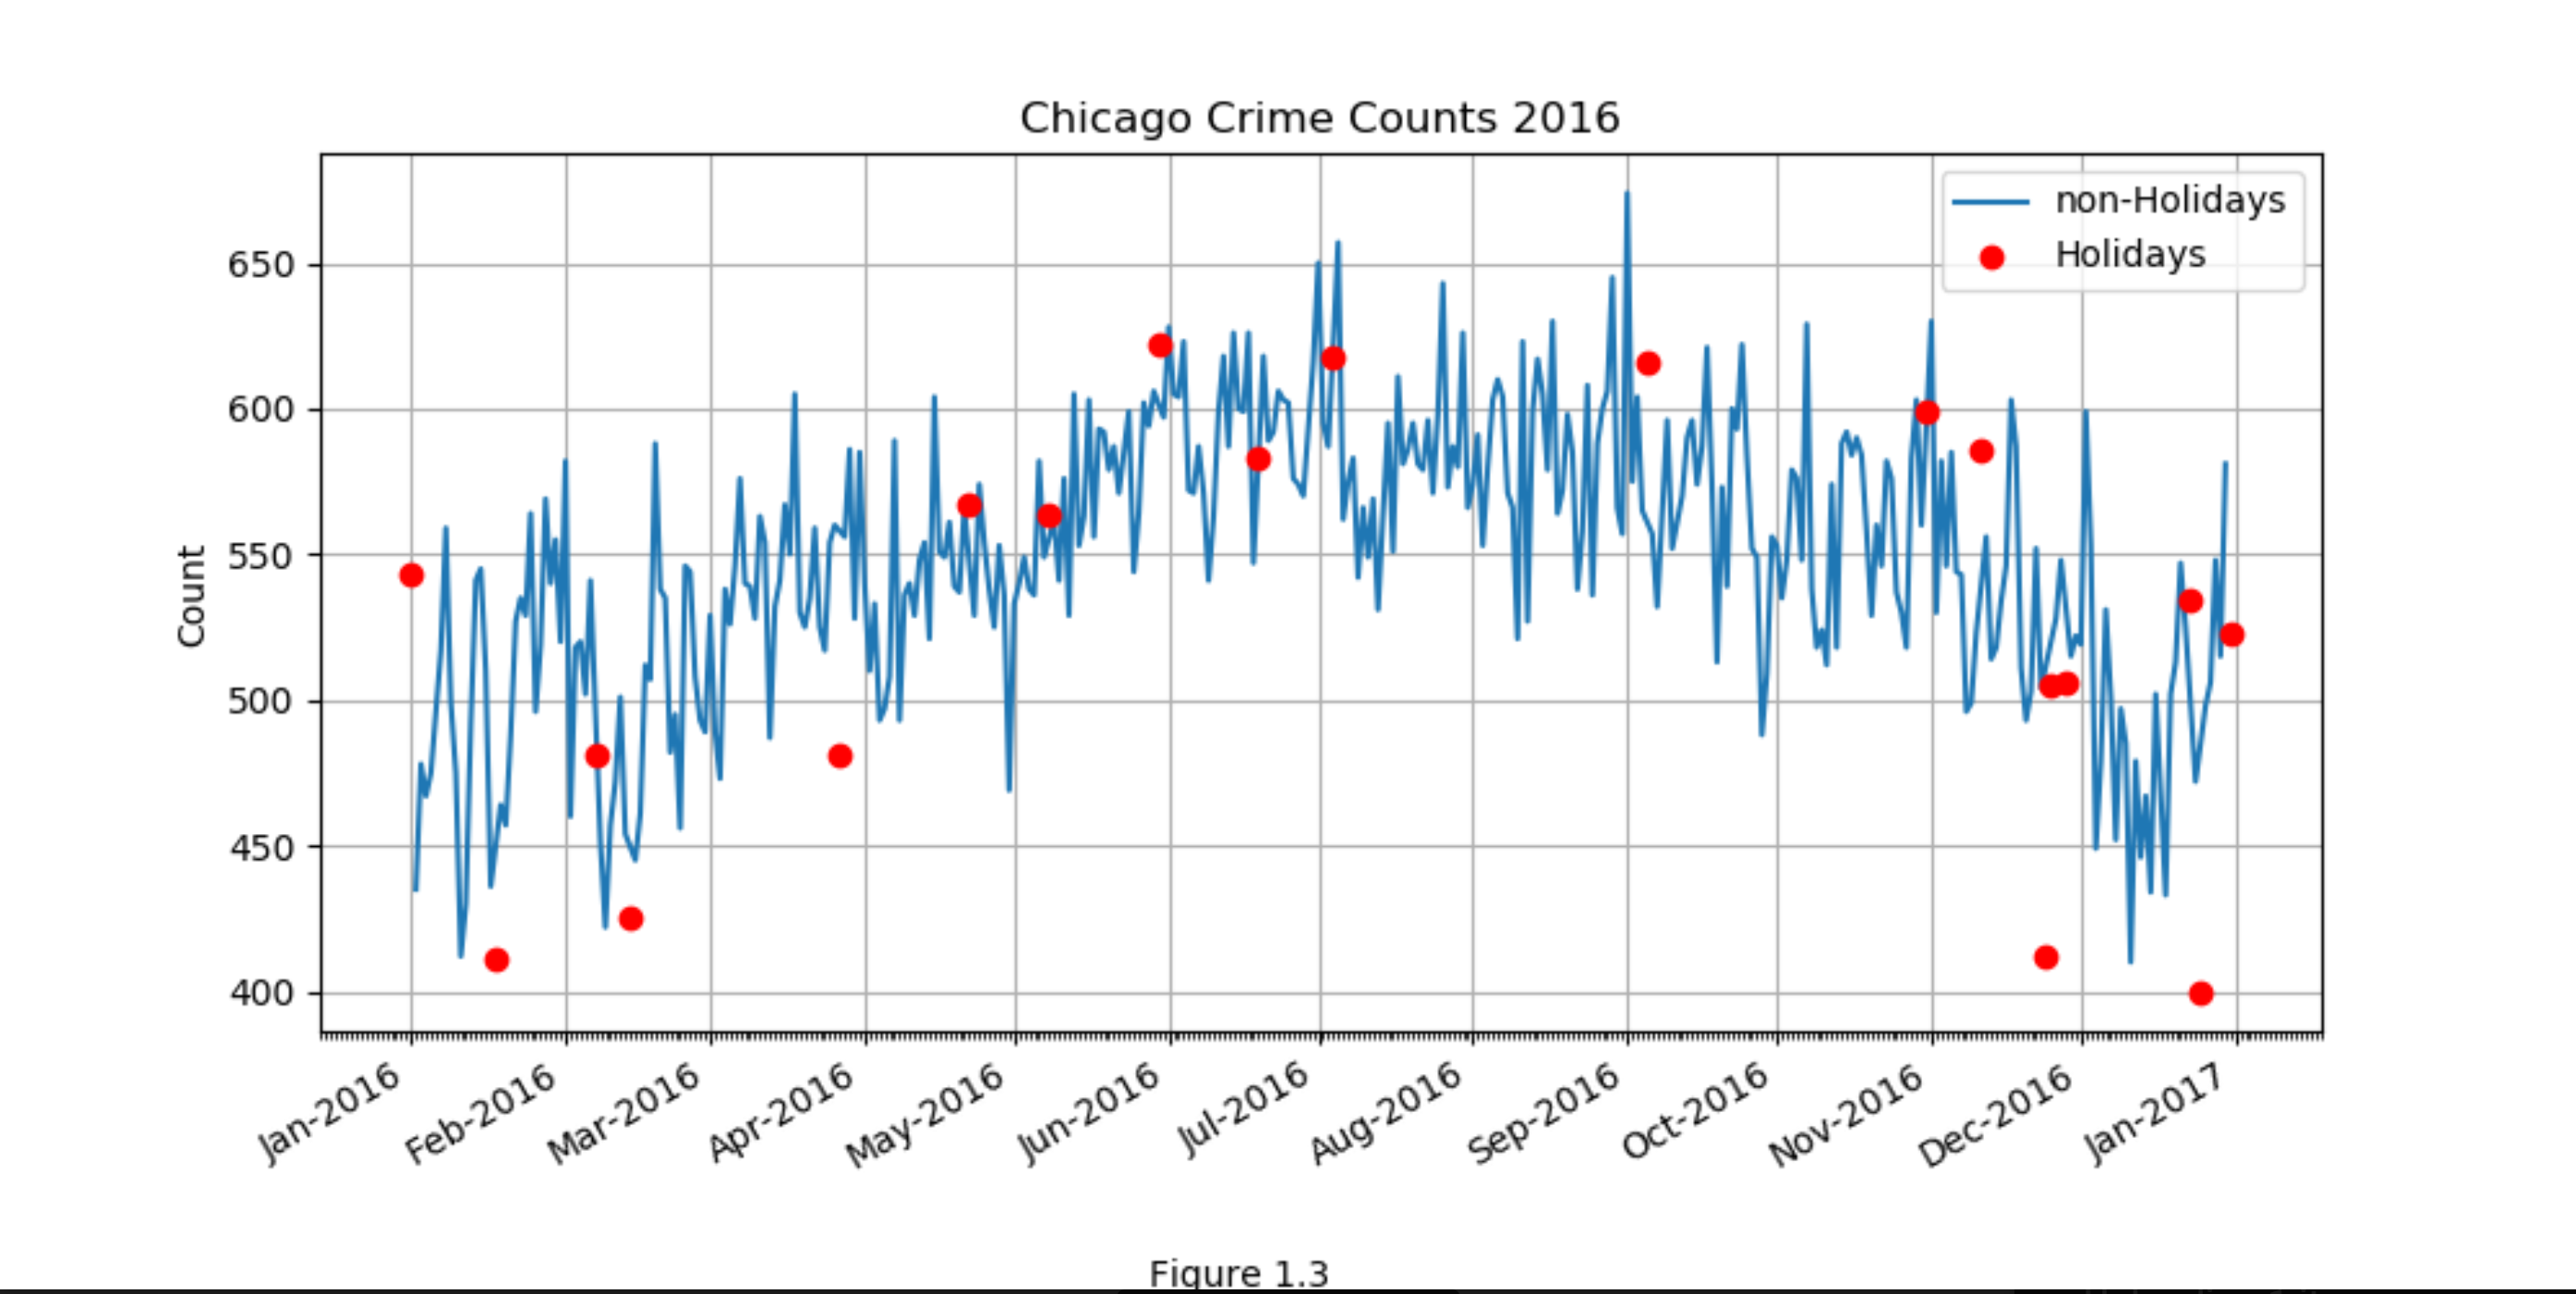 Chicago Crime Counts 2016
non-Holidays
Holidays
650
600
550
500
450
400
Count
Jan-2016
Feb-2016
Mar-2016
Apr-2016
May-2016
Jun-2016
Jul-2016
Aug-2016
Sep-2016
Oct-2016
Nov-2016
Dec-2016
Jan-2017
Figure 1.3